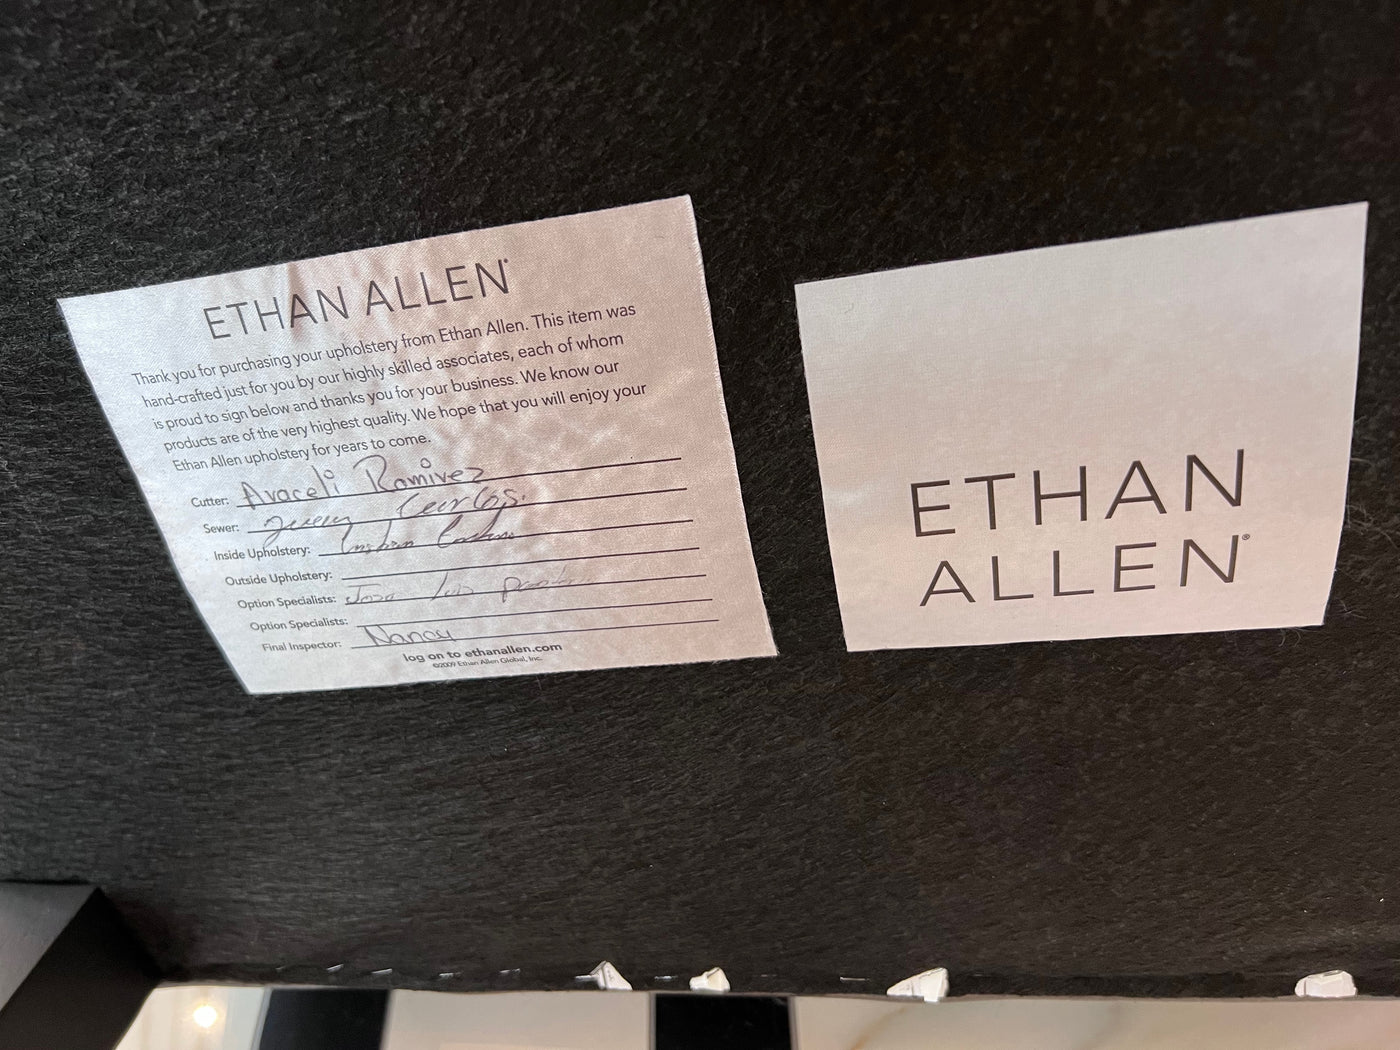 ETHAN ALLEN®
Thank you for purchasing your upholstery from Ethan Allen. This item was
hand-crafted just for you by our highly skilled associates, each of whom
is proud to sign below and thanks you for your business. We know our
products are of the very highest quality. We hope that you will enjoy your
Ethan Allen upholstery for years to come.
Cutter: Araceli Ramirez
Sewer:
Inside Upholstery:
Outside Upholstery:
Option Specialists:
Option Specialists:
Final Inspector: Nancy
log on to ethanallen.com
©2009 Ethan Allen Global, Inc.
ETHAN
ALLEN®